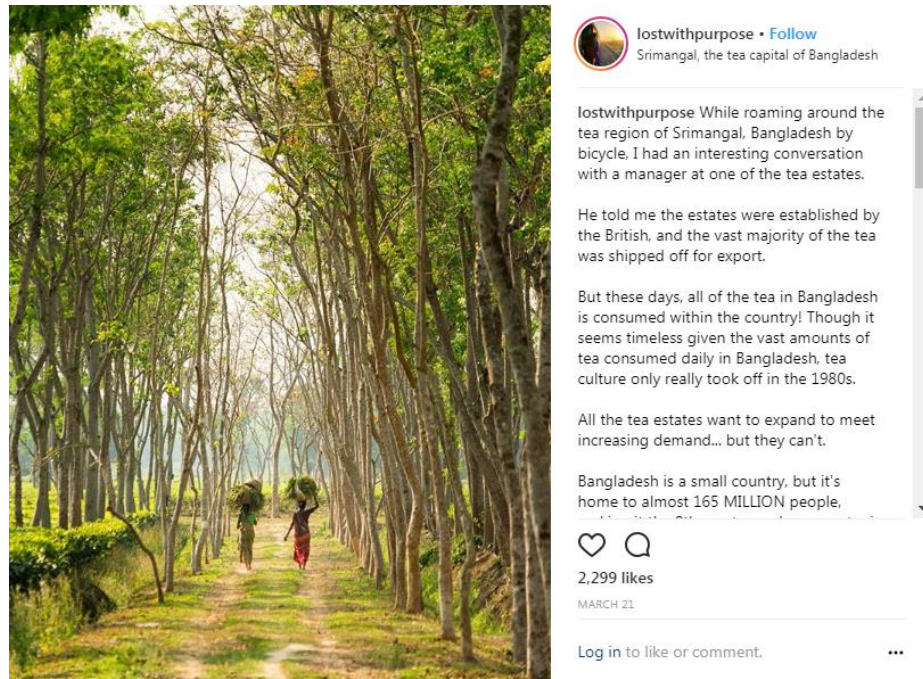 lostwithpurpose • Follow
Srimangal, the tea capital of Bangladesh
lostwithpurpose While roaming around the
tea region of Srimangal, Bangladesh by
bicycle, I had an interesting conversation
with a manager at one of the tea estates.
He told me the estates were established by
the British, and the vast majority of the tea
was shipped off for export.
But these days, all of the tea in Bangladesh
is consumed within the country! Though it
seems timeless given the vast amounts of
tea consumed daily in Bangladesh, tea
culture only really took off in the 1980s.
All the tea estates want to expand to meet
increasing demand... but they can't.
Bangladesh is a small country, but it's
home to almost 165 MILLION people,
2,299 likes
MARCH 21
Log in to like or comment.